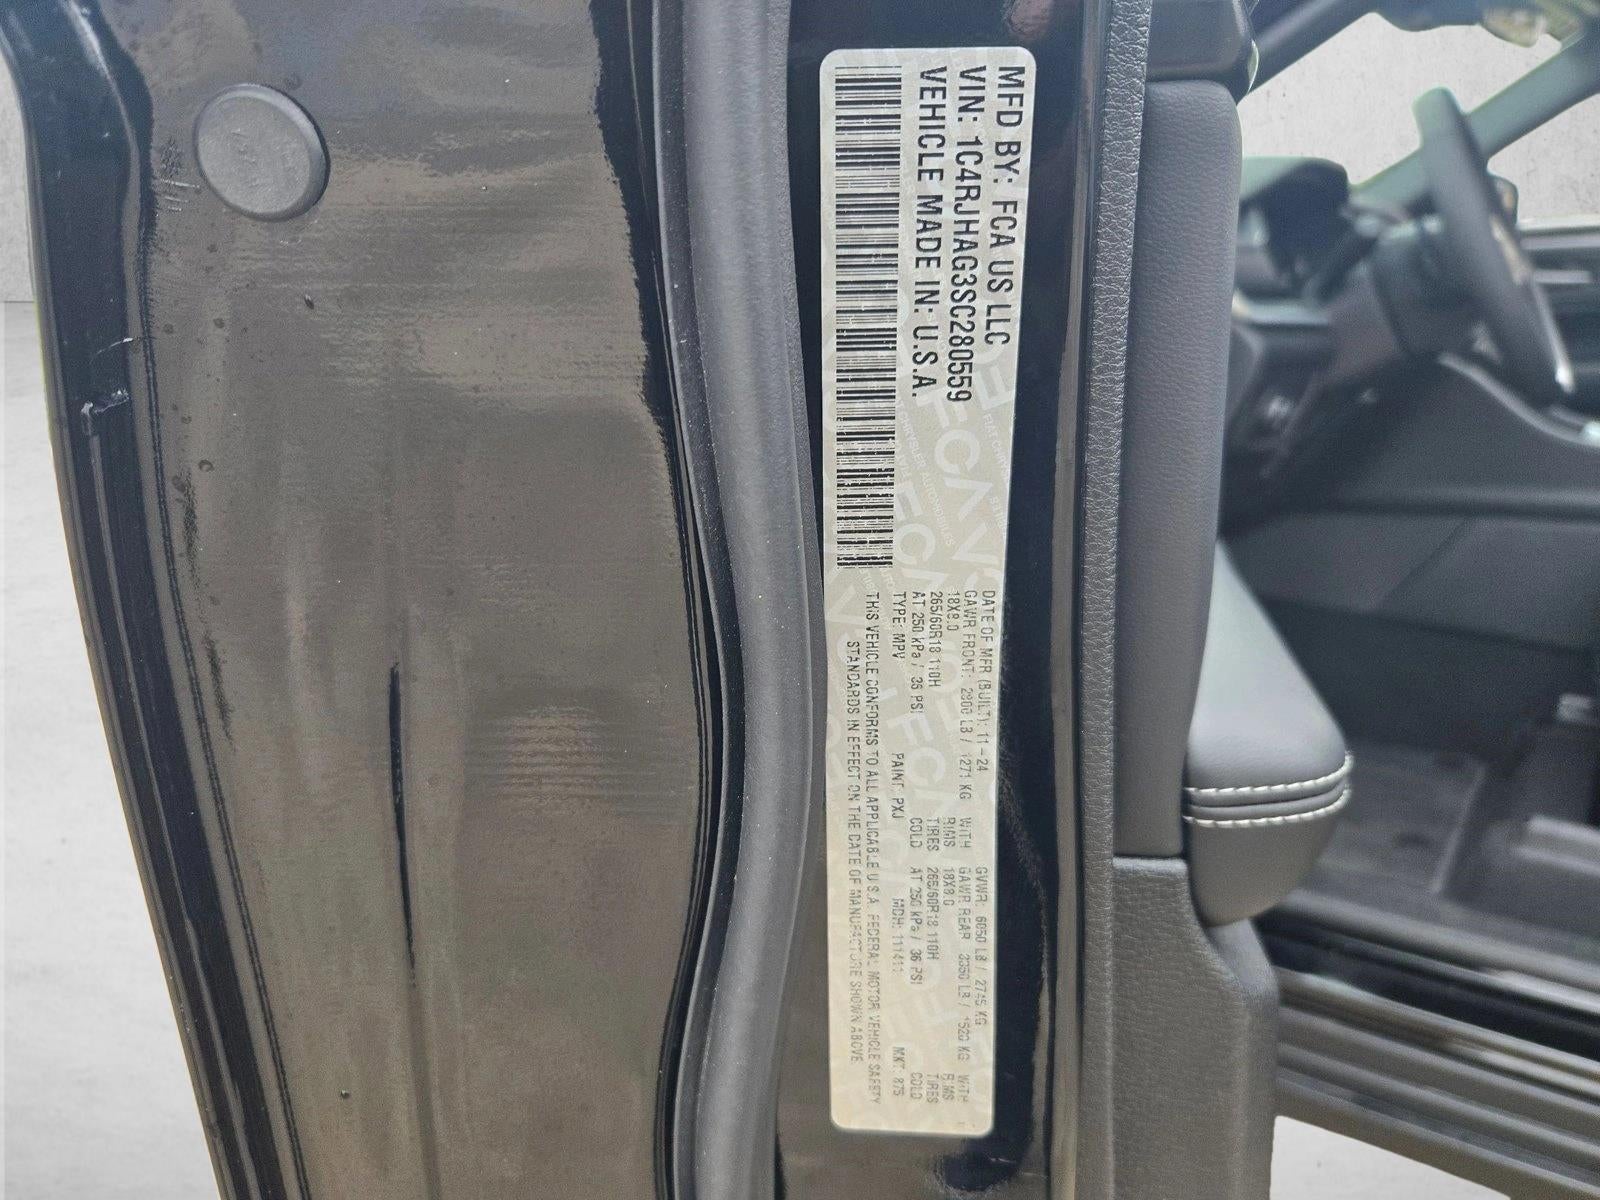 MFD BY: FCA US LLC
VIN: 1C4RJHAG3SC280559
VEHICLE MADE IN: U.S.A.
DATE OF MFR (BUILT): 11-24 GVWR: 6050 LB / 2745 KG
GAWR FRONT: 2800 LB / 1271 KG WITH GAWR REAR 3350 LB / 1520 KG WITH
18X8.0 RIMS 18X8.0 RIMS
265/60R18 110H TIRES 265/60R18 110H TIRES
AT 250 kPa / 36 PSI COLD AT 250 kPa / 36 PSI COLD
TYPE: MPV PAINT: PXJ MDH: 111411 MKT: 875
THIS VEHICLE CONFORMS TO ALL APPLICABLE U.S.A. FEDERAL MOTOR VEHICLE SAFETY
STANDARDS IN EFFECT ON THE DATE OF MANUFACTURE SHOWN ABOVE.